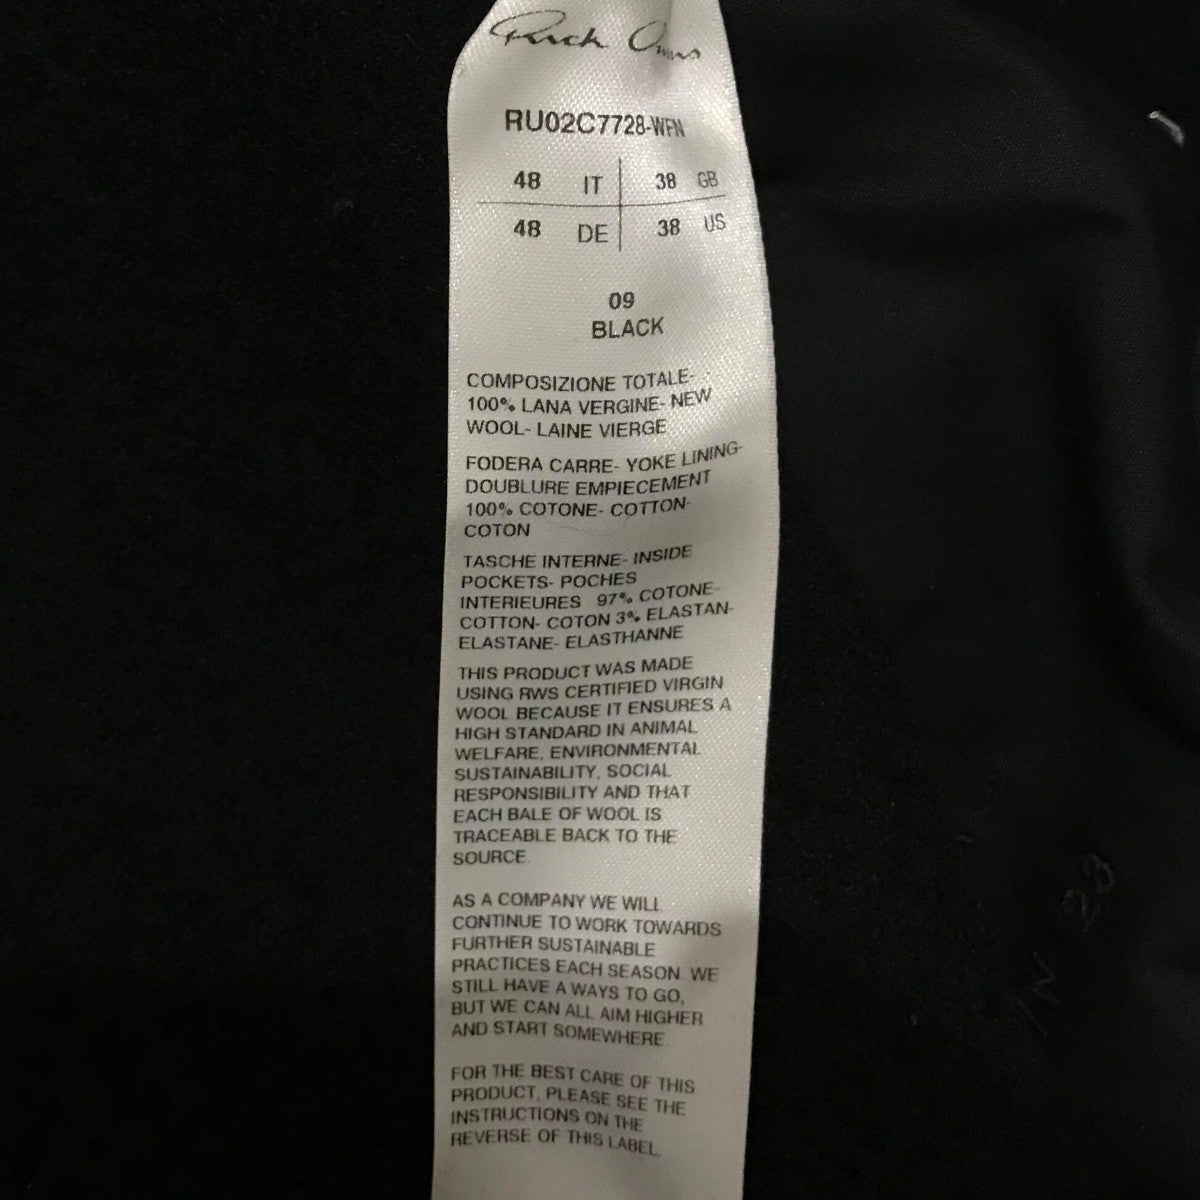 Rick Owens
RU02C7728-WFN
48 IT 38 GB
48 DE 38 US
09
BLACK
COMPOSIZIONE TOTALE-
100% LANA VERGINE- NEW
WOOL- LAINE VIERGE
FODERA CARRE- YOKE LINING-
DOUBLURE EMPIECEMENT
100% COTONE- COTTON-
COTON
TASCHE INTERNE- INSIDE
POCKETS- POCHES
INTERIEURES 97% COTONE-
COTTON- COTON 3% ELASTAN-
ELASTANE- ELASTHANNE
THIS PRODUCT WAS MADE
USING RWS CERTIFIED VIRGIN
WOOL BECAUSE IT ENSURES A
HIGH STANDARD IN ANIMAL
WELFARE, ENVIRONMENTAL
SUSTAINABILITY, SOCIAL
RESPONSIBILITY AND THAT
EACH BALE OF WOOL IS
TRACEABLE BACK TO THE
SOURCE.
AS A COMPANY WE WILL
CONTINUE TO WORK TOWARDS
FURTHER SUSTAINABLE
PRACTICES EACH SEASON. WE
STILL HAVE A WAYS TO GO,
BUT WE CAN ALL AIM HIGHER
AND START SOMEWHERE.
FOR THE BEST CARE OF THIS
PRODUCT, PLEASE SEE THE
INSTRUCTIONS ON THE
REVERSE OF THIS LABEL.